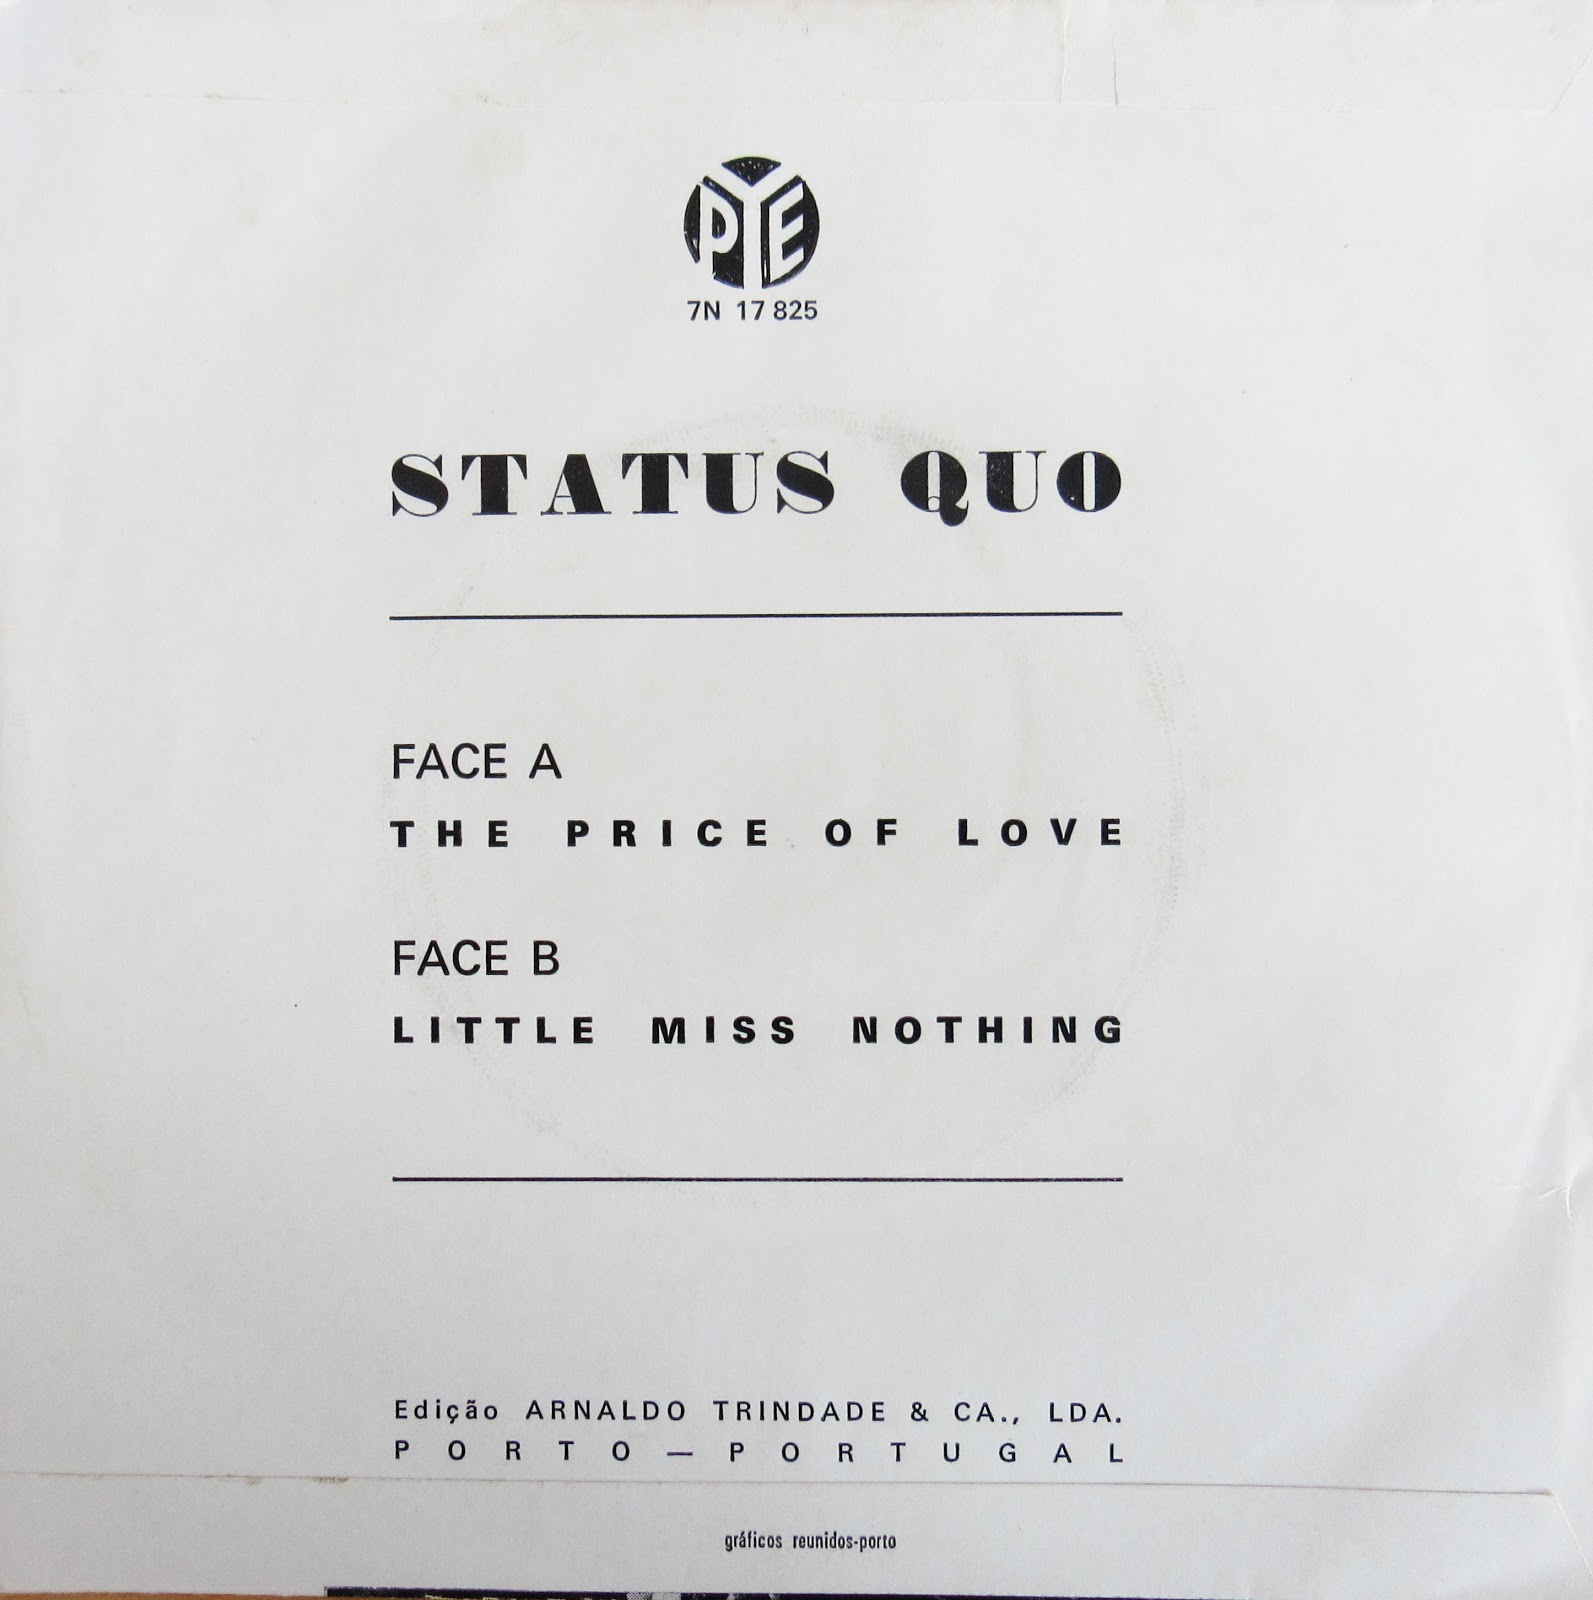 PYE
7N 17 825
STATUS QUO
FACE A
THE PRICE OF LOVE
FACE B
LITTLE MISS NOTHING
Edição ARNALDO TRINDADE & CA., LDA.
PORTO — PORTUGAL
gráficos reunidos-porto